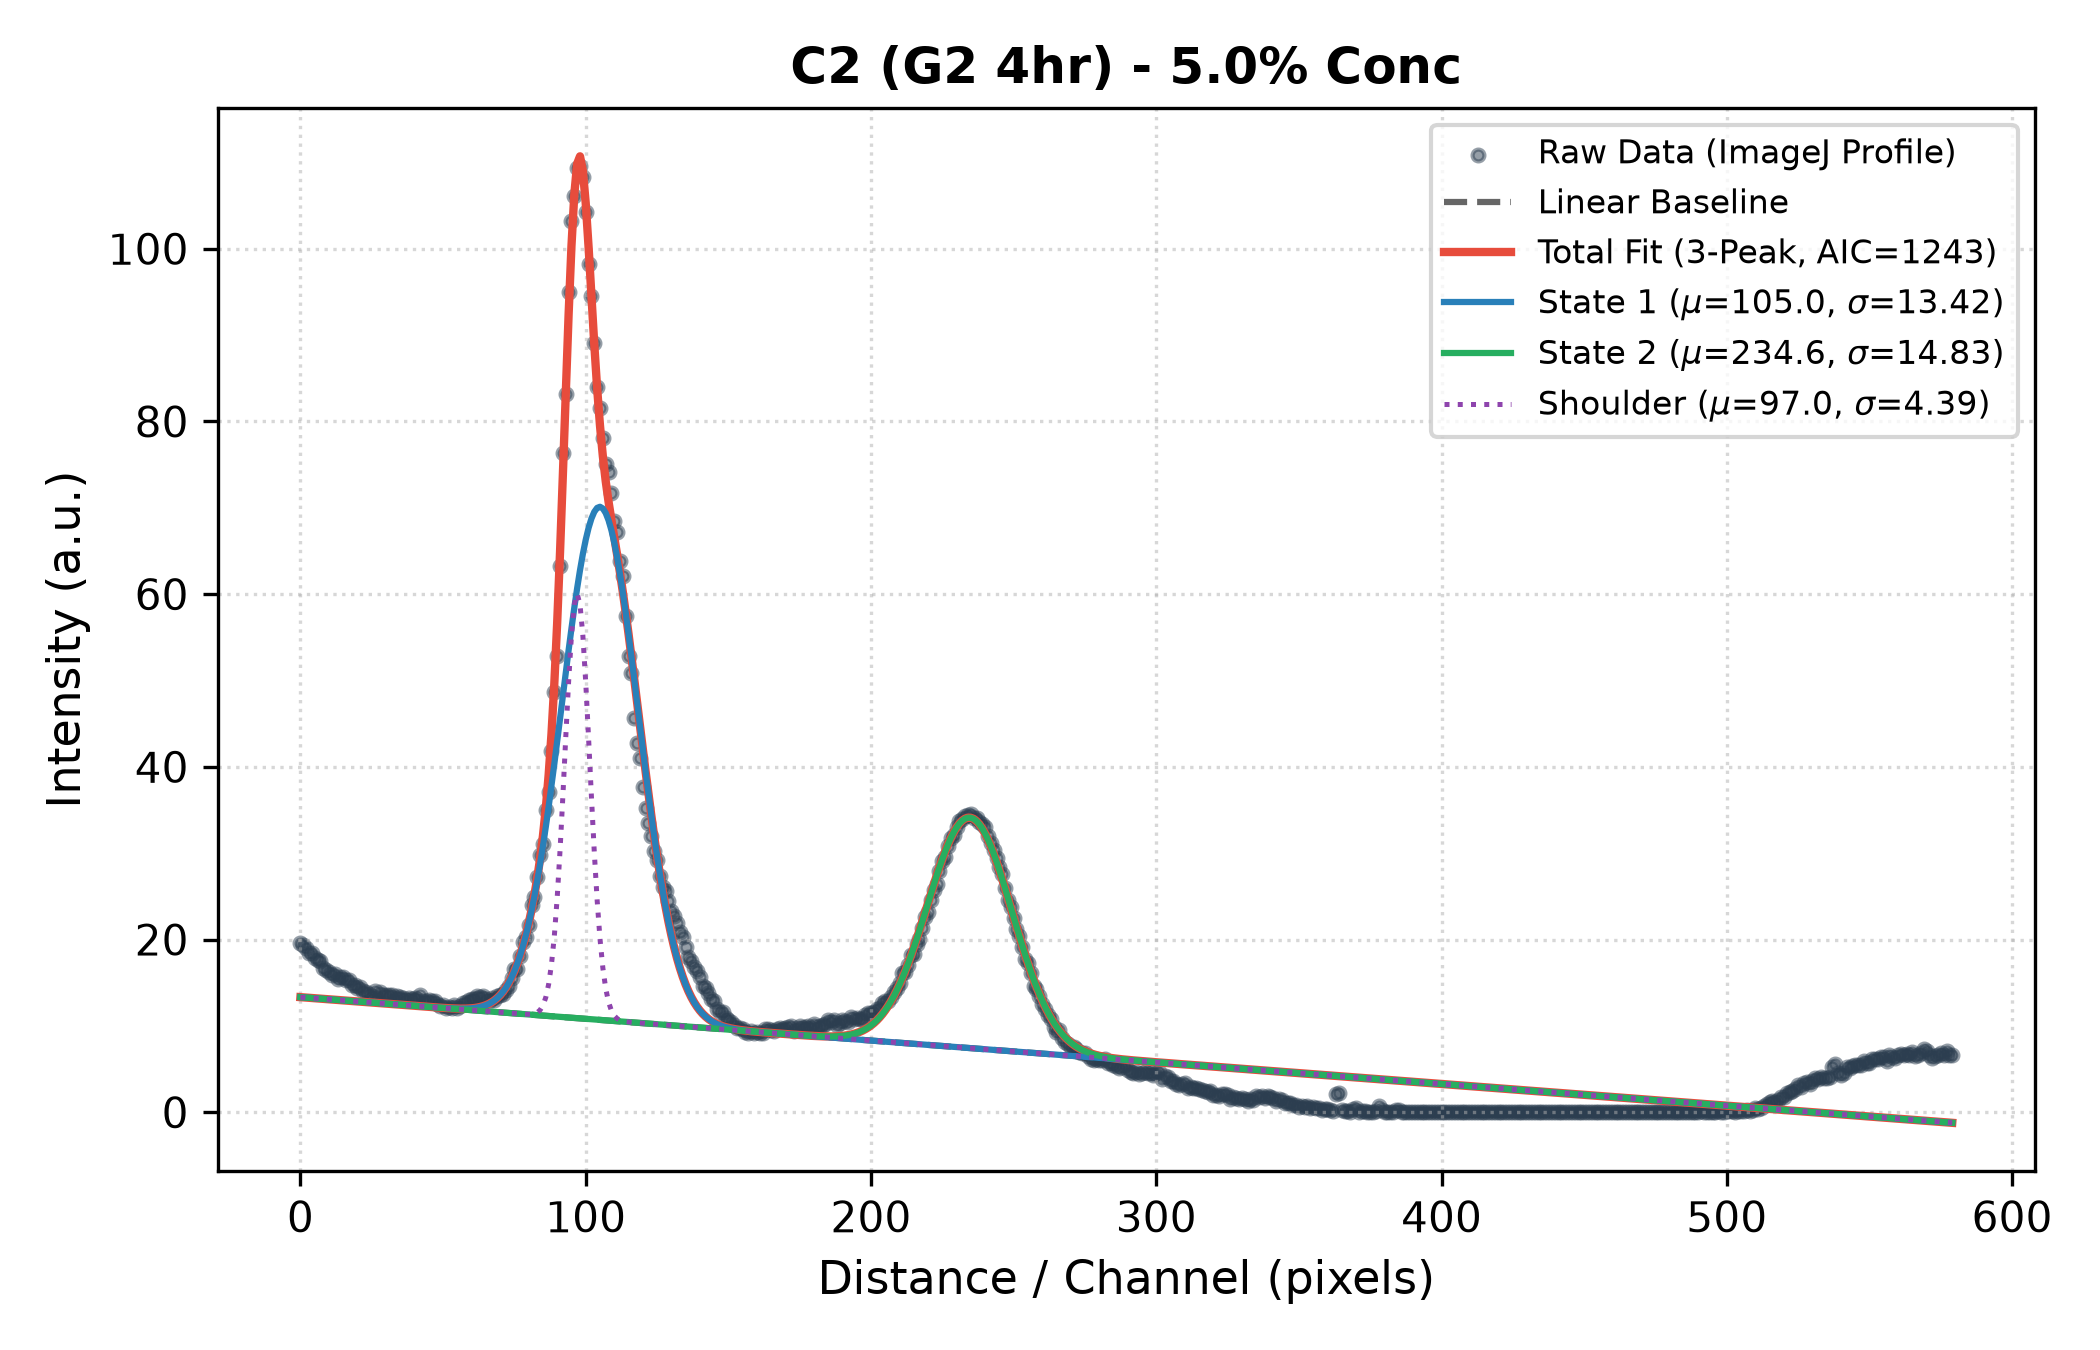 C2 (G2 4hr) - 5.0% Conc
Raw Data (ImageJ Profile)
Linear Baseline
Total Fit (3-Peak, AIC=1243)
State 1 (μ=105.0, σ=13.42)
State 2 (μ=234.6, σ=14.83)
Shoulder (μ=97.0, σ=4.39)
Intensity (a.u.)
100
80
60
40
20
0
0 100 200 300 400 500 600
Distance / Channel (pixels)